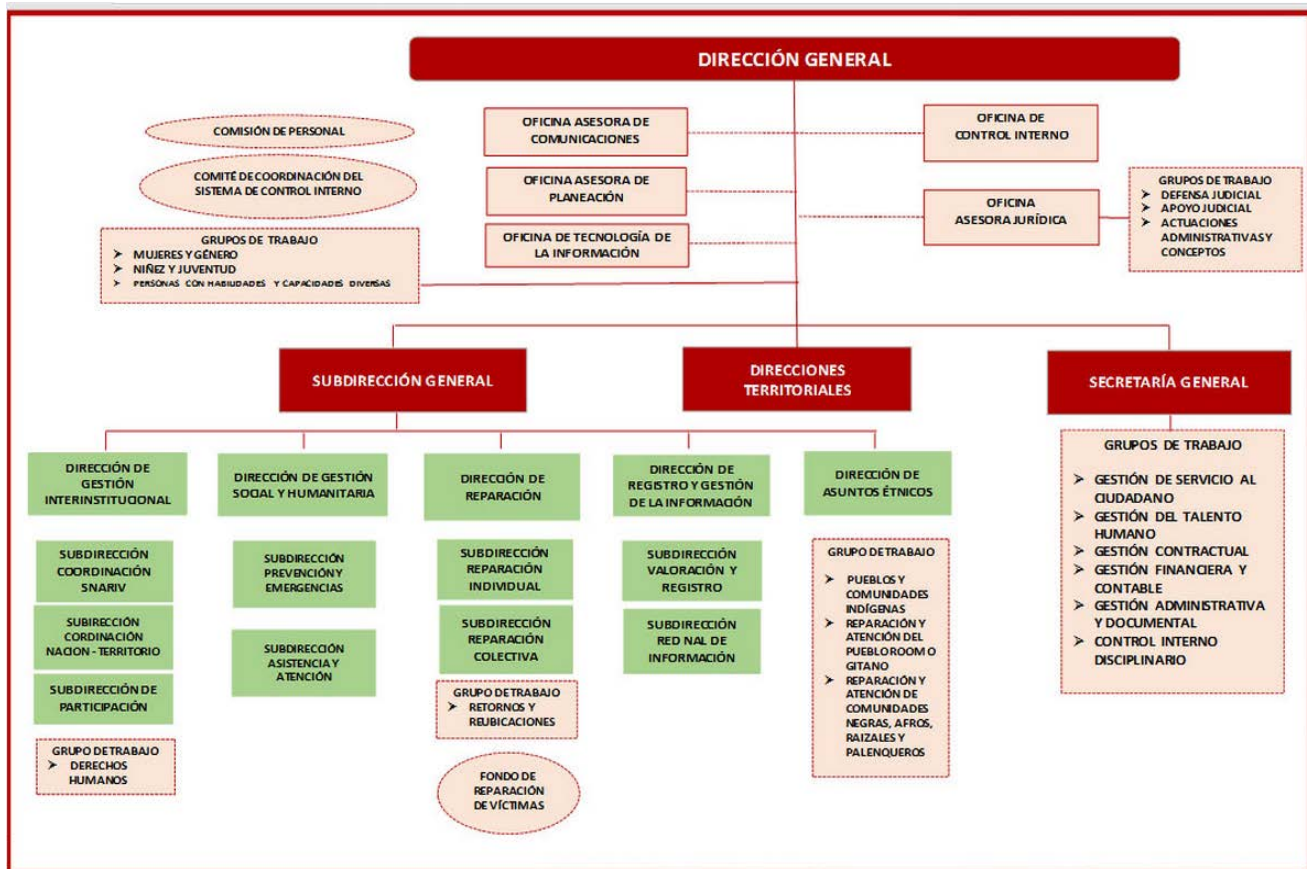 DIRECCIÓN GENERAL
COMISIÓN DE PERSONAL
COMITÉ DE COORDINACIÓN DEL
SISTEMA DE CONTROL INTERNO
GRUPOS DE TRABAJO
➤ MUJERES Y GÉNERO
➤ NIÑEZ Y JUVENTUD
➤ PERSONAS CON HABILIDADES Y CAPACIDADES DIVERSAS
OFICINA ASESORA DE
COMUNICACIONES
OFICINA ASESORA DE
PLANEACIÓN
OFICINA DE TECNOLOGÍA DE
LA INFORMACIÓN
OFICINA DE
CONTROL INTERNO
OFICINA
ASESORA JURÍDICA
GRUPOS DE TRABAJO
➤ DEFENSA JUDICIAL
➤ APOYO JUDICIAL
➤ ACTUACIONES
ADMINISTRATIVAS Y
CONCEPTOS
SUBDIRECCIÓN GENERAL
DIRECCIONES
TERRITORIALES
SECRETARÍA GENERAL
DIRECCIÓN DE
GESTIÓN
INTERINSTITUCIONAL
SUBDIRECCIÓN
COORDINACIÓN
SNARIV
SUBIRECCIÓN
CORDINACIÓN
NACION - TERRITORIO
SUBDIRECCIÓN DE
PARTICIPACIÓN
GRUPO DE TRABAJO
➤ DERECHOS
HUMANOS
DIRECCIÓN DE GESTIÓN
SOCIAL Y HUMANITARIA
SUBDIRECCIÓN
PREVENCIÓN Y
EMERGENCIAS
SUBDIRECCIÓN
ASISTENCIA Y
ATENCIÓN
DIRECCIÓN DE
REPARACIÓN
SUBDIRECCIÓN
REPARACIÓN
INDIVIDUAL
SUBDIRECCIÓN
REPARACIÓN
COLECTIVA
GRUPO DE TRABAJO
➤ RETORNOS Y
REUBICACIONES
FONDO DE
REPARACIÓN
DE VÍCTIMAS
DIRECCIÓN DE
REGISTRO Y GESTIÓN
DE LA INFORMACIÓN
SUBDIRECCIÓN
VALORACIÓN Y
REGISTRO
SUBDIRECCIÓN
RED NAL DE
INFORMACIÓN
DIRECCIÓN DE
ASUNTOS ÉTNICOS
GRUPO DE TRABAJO
➤ PUEBLOS Y
COMUNIDADES
INDÍGENAS
➤ REPARACIÓN Y
ATENCIÓN DEL
PUEBLO ROOM O
GITANO
➤ REPARACIÓN Y
ATENCIÓN DE
COMUNIDADES
NEGRAS, AFROS,
RAIZALES Y
PALENQUEROS
GRUPOS DE TRABAJO
➤ GESTIÓN DE SERVICIO AL
CIUDADANO
➤ GESTIÓN DEL TALENTO
HUMANO
➤ GESTIÓN CONTRACTUAL
➤ GESTIÓN FINANCIERA Y
CONTABLE
➤ GESTIÓN ADMINISTRATIVA
Y DOCUMENTAL
➤ CONTROL INTERNO
DISCIPLINARIO